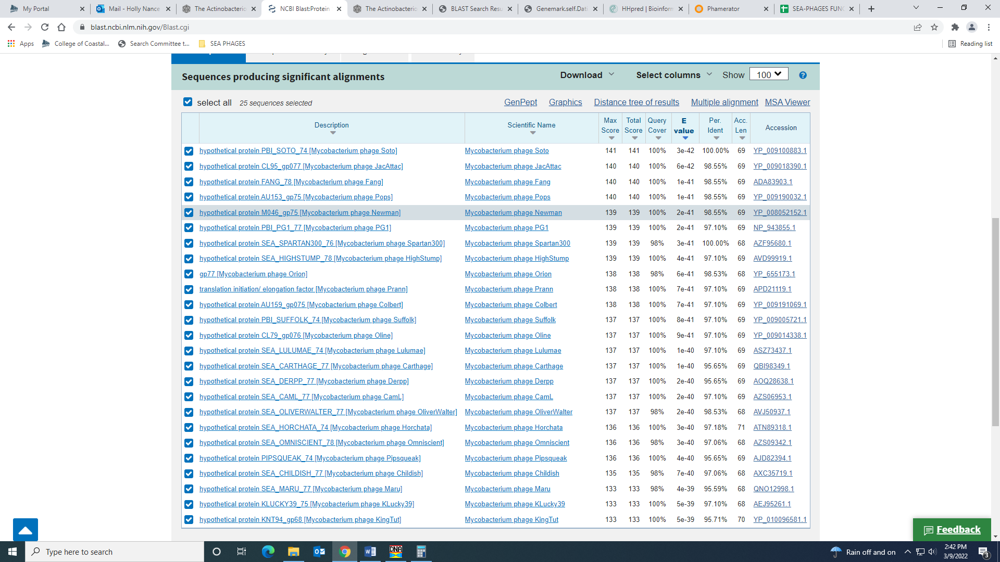 My Portal
Mail - Holly Nance
The Actinobacterio
NCBI Blast:Protein
The Actinobacterio
BLAST Search Resu
Genemark.self.Dat
HHpred | Bioinform
Phamerator
SEA-PHAGES FUNC
blast.ncbi.nlm.nih.gov/Blast.cgi
Apps College of Coastal... Search Committee t... SEA PHAGES Reading list
Sequences producing significant alignments Download Select columns Show 100 ?
select all 25 sequences selected GenPept Graphics Distance tree of results Multiple alignment MSA Viewer
Description Scientific Name Max Score Total Score Query Cover E value Per. Ident Acc. Len Accession
hypothetical protein PBI_SOTO_74 [Mycobacterium phage Soto] Mycobacterium phage Soto 141 141 100% 3e-42 100.00% 69 YP_009100883.1
hypothetical protein CL95_gp077 [Mycobacterium phage JacAttac] Mycobacterium phage JacAttac 140 140 100% 6e-42 98.55% 69 YP_009018390.1
hypothetical protein FANG_78 [Mycobacterium phage Fang] Mycobacterium phage Fang 140 140 100% 1e-41 98.55% 69 ADA83903.1
hypothetical protein AU153_gp75 [Mycobacterium phage Pops] Mycobacterium phage Pops 140 140 100% 1e-41 98.55% 69 YP_009190032.1
hypothetical protein M046_gp75 [Mycobacterium phage Newman] Mycobacterium phage Newman 139 139 100% 2e-41 98.55% 69 YP_008052152.1
hypothetical protein PBI_PG1_77 [Mycobacterium phage PG1] Mycobacterium phage PG1 139 139 100% 2e-41 97.10% 69 NP_943855.1
hypothetical protein SEA_SPARTAN300_76 [Mycobacterium phage Spartan300] Mycobacterium phage Spartan300 139 139 98% 3e-41 100.00% 68 AZF95680.1
hypothetical protein SEA_HIGHSTUMP_78 [Mycobacterium phage HighStump] Mycobacterium phage HighStump 139 139 100% 4e-41 97.10% 69 AVD99919.1
gp77 [Mycobacterium phage Orion] Mycobacterium phage Orion 138 138 98% 6e-41 98.53% 68 YP_655173.1
translation initiation/ elongation factor [Mycobacterium phage Prann] Mycobacterium phage Prann 138 138 100% 7e-41 97.10% 69 APD21119.1
hypothetical protein AU159_gp075 [Mycobacterium phage Colbert] Mycobacterium phage Colbert 138 138 100% 7e-41 97.10% 69 YP_009191069.1
hypothetical protein PBI_SUFFOLK_74 [Mycobacterium phage Suffolk] Mycobacterium phage Suffolk 137 137 100% 8e-41 97.10% 69 YP_009005721.1
hypothetical protein CL79_gp076 [Mycobacterium phage Oline] Mycobacterium phage Oline 137 137 100% 9e-41 97.10% 69 YP_009014338.1
hypothetical protein SEA_LULUMAE_74 [Mycobacterium phage Lulumae] Mycobacterium phage Lulumae 137 137 100% 1e-40 97.10% 69 ASZ73437.1
hypothetical protein SEA_CARTHAGE_77 [Mycobacterium phage Carthage] Mycobacterium phage Carthage 137 137 100% 1e-40 95.65% 69 QBI98349.1
hypothetical protein SEA_DERPP_77 [Mycobacterium phage Derpp] Mycobacterium phage Derpp 137 137 100% 2e-40 95.65% 69 AOQ28638.1
hypothetical protein SEA_CAML_77 [Mycobacterium phage CamL] Mycobacterium phage CamL 137 137 100% 2e-40 97.10% 69 AZS06953.1
hypothetical protein SEA_OLIVERWALTER_77 [Mycobacterium phage OliverWalter] Mycobacterium phage OliverWalter 137 137 98% 2e-40 98.53% 68 AVJ50937.1
hypothetical protein SEA_HORCHATA_74 [Mycobacterium phage Horchata] Mycobacterium phage Horchata 136 136 100% 3e-40 97.18% 71 ATN89318.1
hypothetical protein SEA_OMNISCIENT_78 [Mycobacterium phage Omniscient] Mycobacterium phage Omniscient 136 136 98% 3e-40 97.06% 68 AZS09342.1
hypothetical protein PIPSQUEAK_74 [Mycobacterium phage Pipsqueak] Mycobacterium phage Pipsqueak 136 136 100% 4e-40 95.65% 69 AJD82394.1
hypothetical protein SEA_CHILDISH_77 [Mycobacterium phage Childish] Mycobacterium phage Childish 135 135 98% 7e-40 97.06% 68 AXC35719.1
hypothetical protein SEA_MARU_77 [Mycobacterium phage Maru] Mycobacterium phage Maru 133 133 98% 4e-39 95.59% 68 QNO12998.1
hypothetical protein KLUCKY39_75 [Mycobacterium phage KLucky39] Mycobacterium phage KLucky39 133 133 100% 5e-39 97.10% 68 AEJ95261.1
hypothetical protein KNT94_gp68 [Mycobacterium phage KingTut] Mycobacterium phage KingTut 133 133 100% 5e-39 95.71% 70 YP_010096581.1
Feedback
Type here to search DNA Rain off and on 2:42 PM
3/9/2022 3